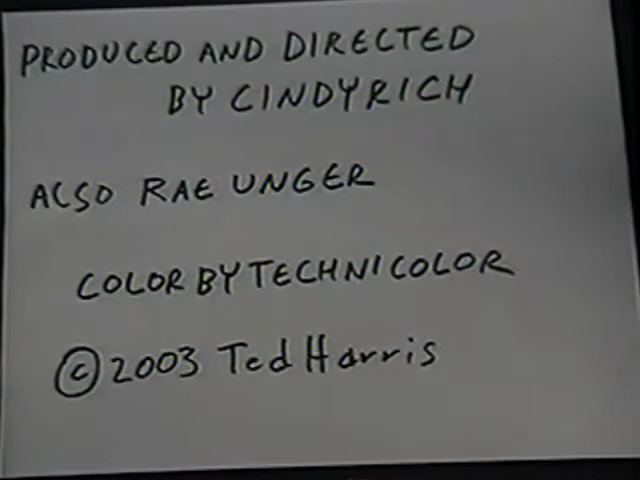 PRODUCED AND DIRECTED
BY CINDYRICH
ALSO RAE UNGER
COLOR BY TECHNICOLOR
© 2003 Ted Harris